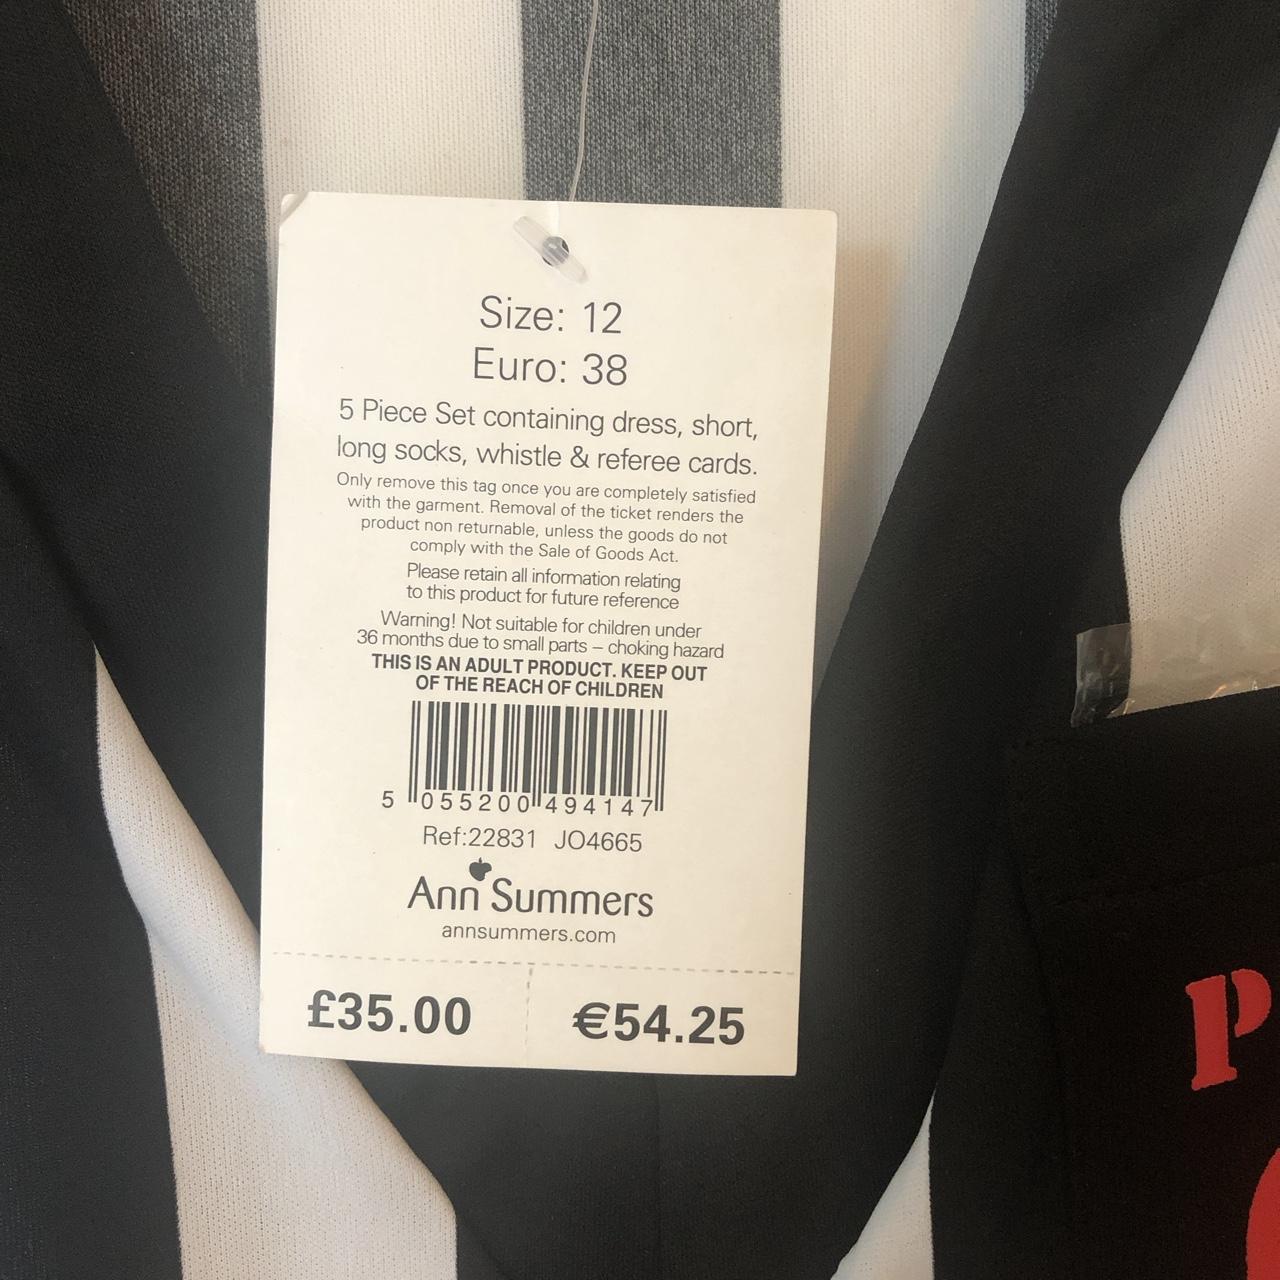 Size: 12
Euro: 38
5 Piece Set containing dress, short,
long socks, whistle & referee cards.
Only remove this tag once you are completely satisfied
with the garment. Removal of the ticket renders the
product non returnable, unless the goods do not
comply with the Sale of Goods Act.
Please retain all information relating
to this product for future reference
Warning! Not suitable for children under
36 months due to small parts – choking hazard
THIS IS AN ADULT PRODUCT. KEEP OUT
OF THE REACH OF CHILDREN
5 055200 494147
Ref:22831 JO4665
Ann Summers
annsummers.com
£35.00 €54.25
P